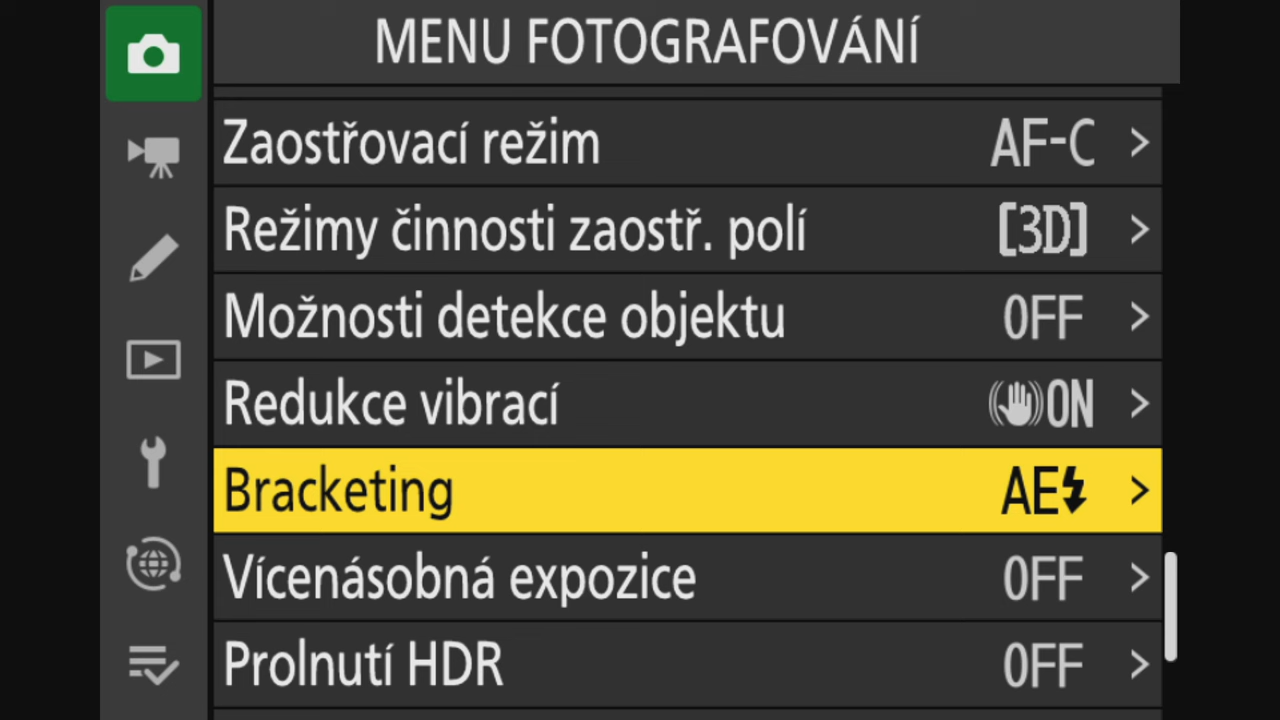 MENU FOTOGRAFOVÁNÍ
Zaostřovací režim AF-C >
Režimy činnosti zaostř. polí [3D] >
Možnosti detekce objektu OFF >
Redukce vibrací ON >
Bracketing AE >
Vícenásobná expozice OFF >
Prolnutí HDR OFF >